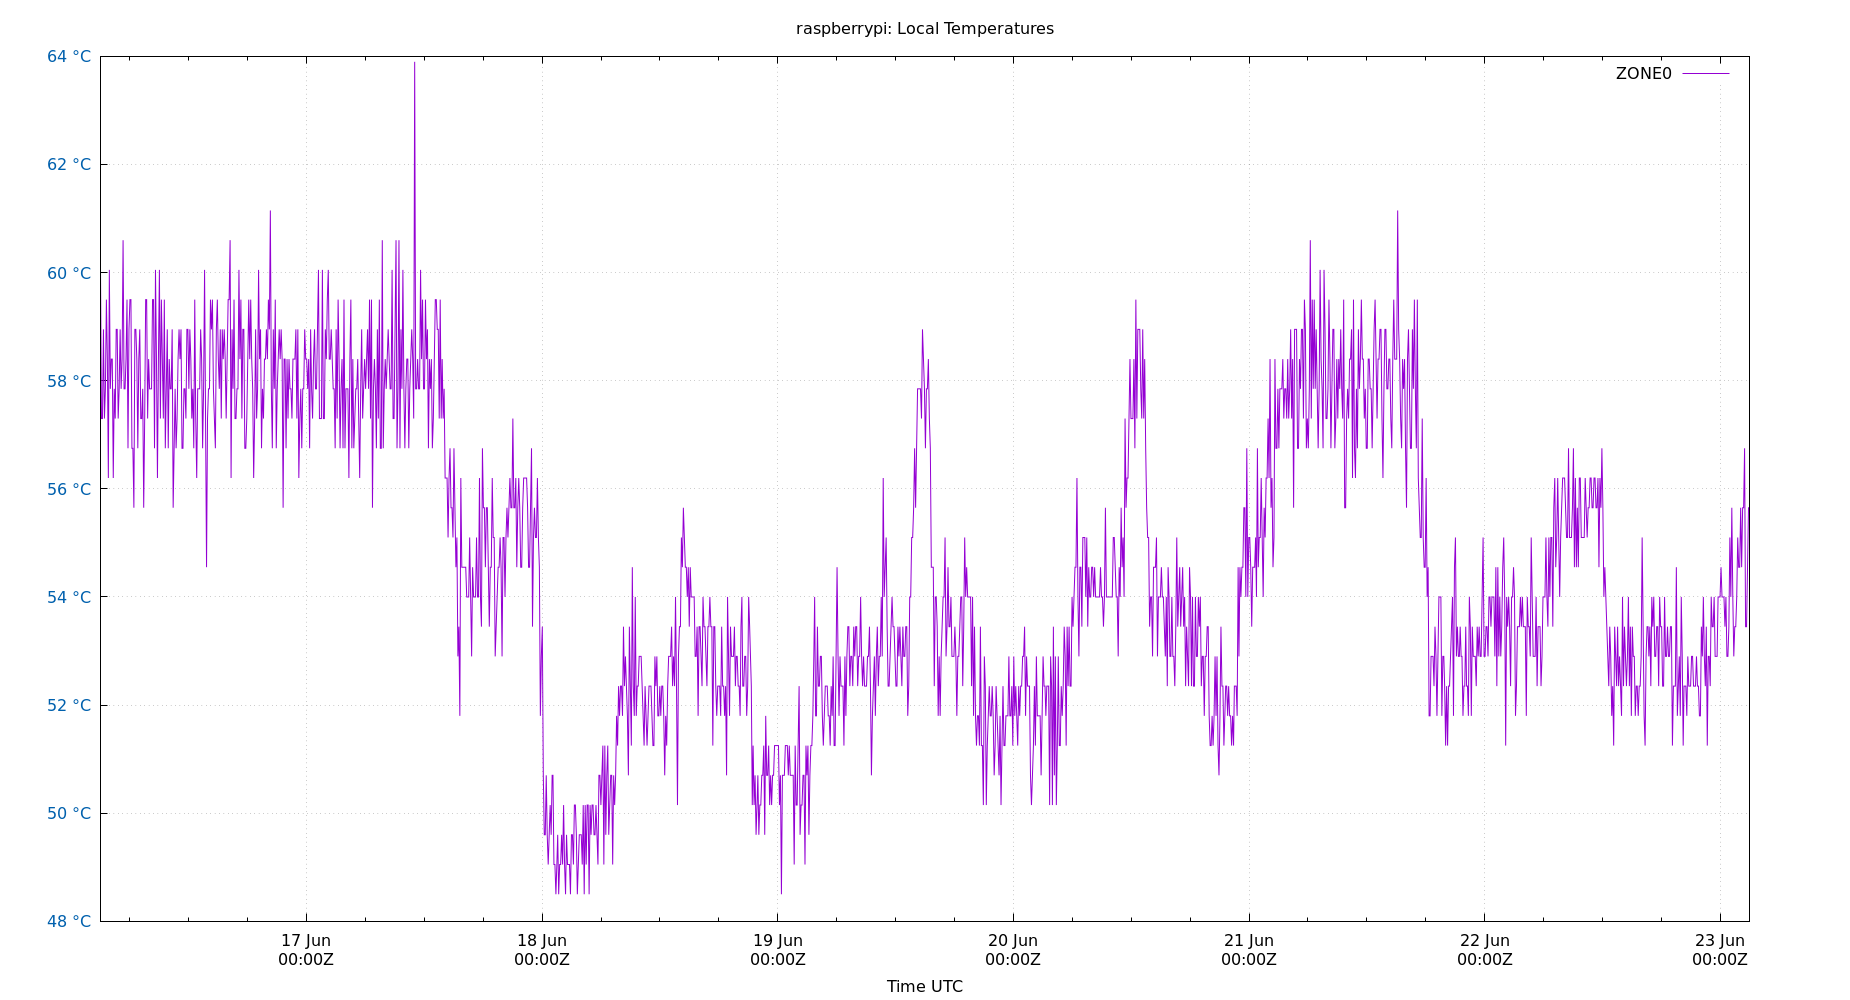 raspberrypi: Local Temperatures
64 °C
ZONE0
62 °C
60 °C
58 °C
56 °C
54 °C
52 °C
50 °C
48 °C
17 Jun
00:00Z
18 Jun
00:00Z
19 Jun
00:00Z
20 Jun
00:00Z
21 Jun
00:00Z
22 Jun
00:00Z
23 Jun
00:00Z
Time UTC